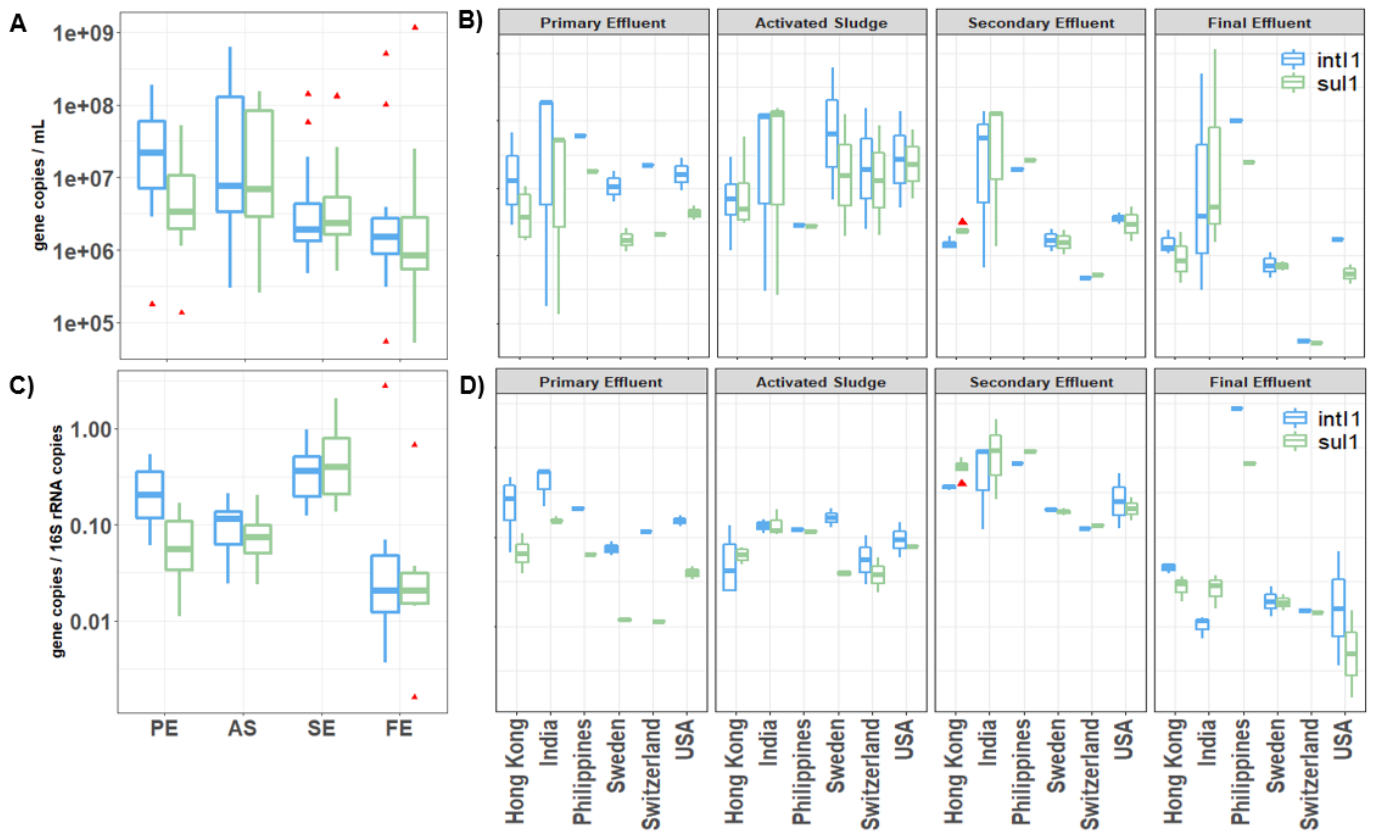 A
1e+09
1e+08
1e+07
1e+06
1e+05
gene copies / mL
B)
Primary Effluent
Activated Sludge
Secondary Effluent
Final Effluent
intI1
sul1
C)
1.00
0.10
0.01
gene copies / 16S rRNA copies
PE
AS
SE
FE
D)
Primary Effluent
Activated Sludge
Secondary Effluent
Final Effluent
intI1
sul1
Hong Kong
India
Philippines
Sweden
Switzerland
USA
Hong Kong
India
Philippines
Sweden
Switzerland
USA
Hong Kong
India
Philippines
Sweden
Switzerland
USA
Hong Kong
India
Philippines
Sweden
Switzerland
USA